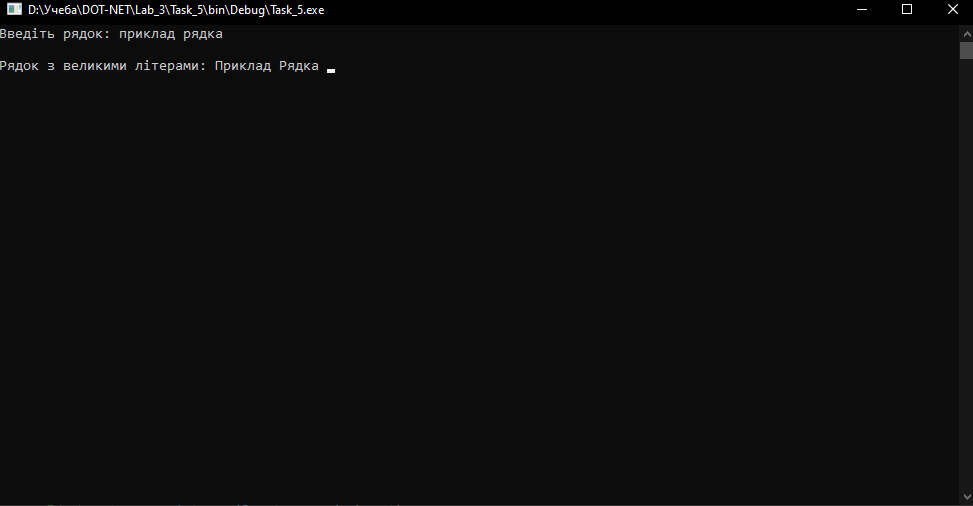 D:\Учеба\DOT-NET\Lab_3\Task_5\bin\Debug\Task_5.exe
Введіть рядок: приклад рядка
Рядок з великими літерами: Приклад Рядка